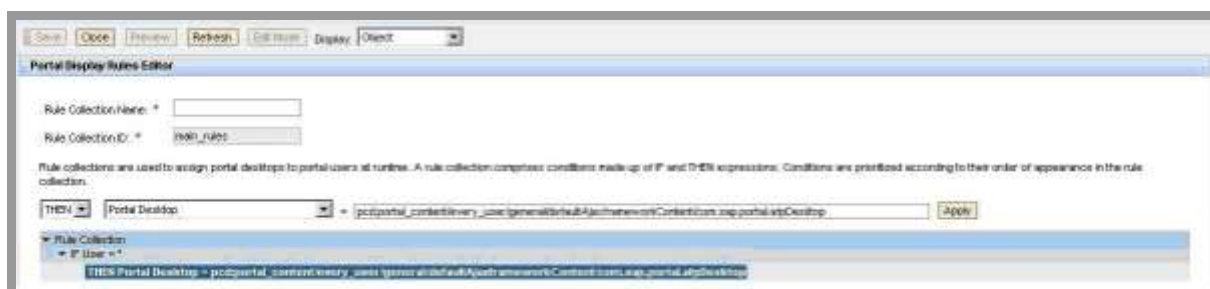 Save Close Preview Refresh Edit Mode Display: Object
Portal Display Rules Editor
Rule Collection Name: *
Rule Collection ID: * main_rules
Rule collections are used to assign portal desktops to portal users at runtime. A rule collection comprises conditions made up of IF and THEN expressions. Conditions are prioritized according to their order of appearance in the rule
collection.
THEN Portal Desktop = pcd:portal_content/every_user/general/defaultAjaxframeworkContent/com.sap.portal.afpDesktop Apply
Rule Collection
IF User = *
THEN Portal Desktop = pcd:portal_content/every_user/general/defaultAjaxframeworkContent/com.sap.portal.afpDesktop